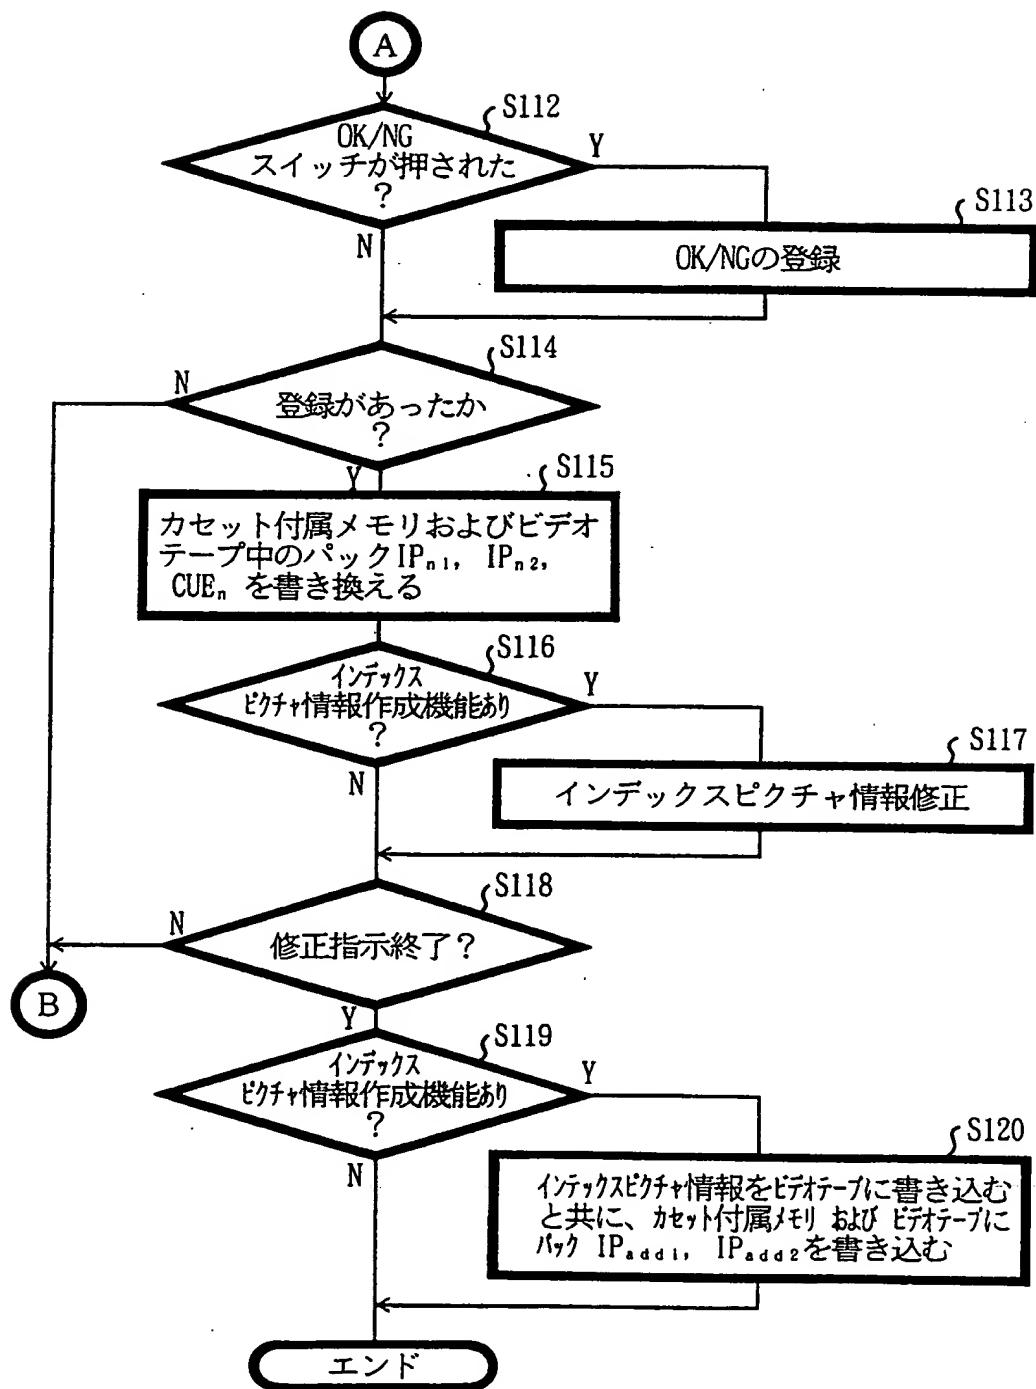 A
S112
OK/NG
スイッチが押された
?
Y
N
S113
OK/NGの登録
S114
N
登録があったか
?
Y
S115
カセット付属メモリおよびビデオ
テープ中のパックIPn1, IPn2,
CUEn を書き換える
S116
インデックス
ピクチャ情報作成機能あり
?
Y
N
S117
インデックスピクチャ情報修正
S118
N
修正指示終了?
B
Y
S119
インデックス
ピクチャ情報作成機能あり
?
Y
N
S120
インデックスピクチャ情報をビデオテープに書き込む
と共に、カセット付属メモリ および ビデオテープに
パック IPadd1, IPadd2を書き込む
エンド